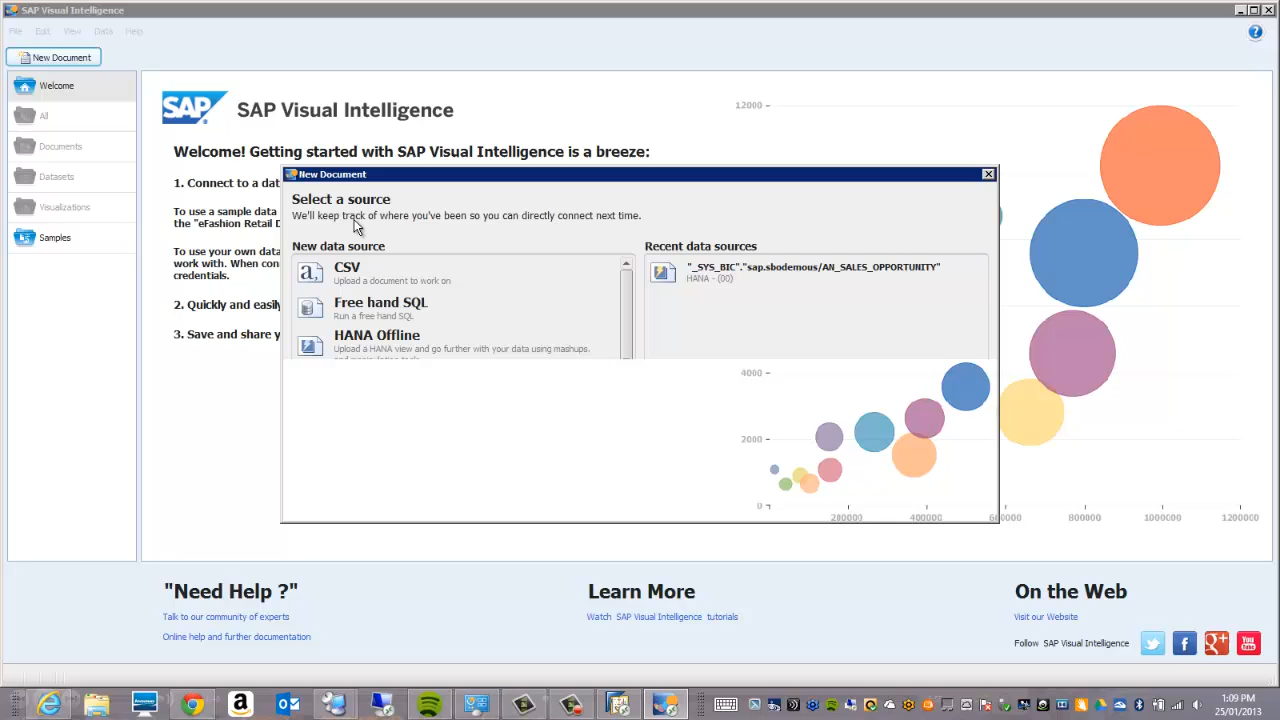 SAP Visual Intelligence
File Edit View Data Help
New Document
Welcome
All
Documents
Datasets
Visualizations
Samples
SAP SAP Visual Intelligence
Welcome! Getting started with SAP Visual Intelligence is a breeze:
1. Connect to a dat
To use a sample data
the "eFashion Retail D
To use your own data
work with. When con
credentials.
2. Quickly and easily
3. Save and share y
New Document
Select a source
We'll keep track of where you've been so you can directly connect next time.
New data source
CSV
Upload a document to work on
Free hand SQL
Run a free hand SQL
HANA Offline
Upload a HANA view and go further with your data using mashups,
Recent data sources
"_SYS_BIC"."sap.sbodemous/AN_SALES_OPPORTUNITY"
HANA - (00)
12000
4000
2000
0
200000 400000 600000 800000 1000000 1200000
"Need Help ?"
Talk to our community of experts
Online help and further documentation
Learn More
Watch SAP Visual Intelligence tutorials
On the Web
Visit our Website
Follow SAP Visual Intelligence
You
Tube
1:09 PM
25/01/2013